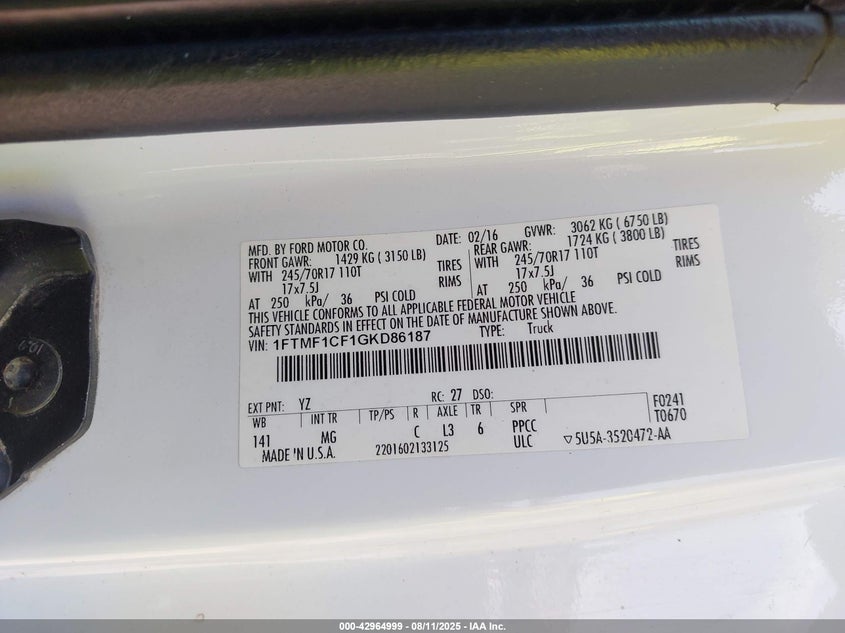 MFD. BY FORD MOTOR CO. DATE: 02/16 GVWR: 3062 KG ( 6750 LB)
FRONT GAWR: 1429 KG ( 3150 LB) REAR GAWR: 1724 KG ( 3800 LB)
WITH 245/70R17 110T TIRES WITH 245/70R17 110T TIRES
17x7.5J RIMS 17x7.5J RIMS
AT 250 kPa/ 36 PSI COLD AT 250 kPa/ 36 PSI COLD
THIS VEHICLE CONFORMS TO ALL APPLICABLE FEDERAL MOTOR VEHICLE
SAFETY STANDARDS IN EFFECT ON THE DATE OF MANUFACTURE SHOWN ABOVE.
VIN: 1FTMF1CF1GKD86187 TYPE: Truck
EXT PNT: YZ RC: 27 DSO: F0241
WB INT TR TP/PS R AXLE TR SPR T0670
141 MG C L3 6 PPCC
MADE IN U.S.A. 2201602133125 ULC ▽5U5A-3520472-AA
000-42964999 - 08/11/2025 - IAA Inc.